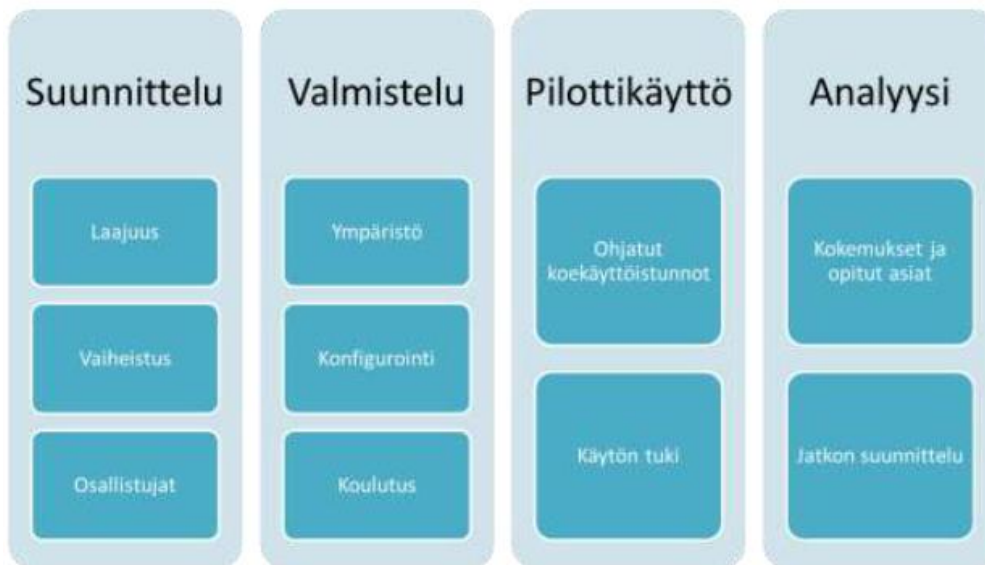 Suunnittelu
Laajuus
Vaiheistus
Osallistujat
Valmistelu
Ympäristö
Konfigurointi
Koulutus
Pilottikäyttö
Ohjatut
koekäyttöistunnot
Käytön tuki
Analyysi
Kokemukset ja
opitut asiat
Jatkon suunnittelu